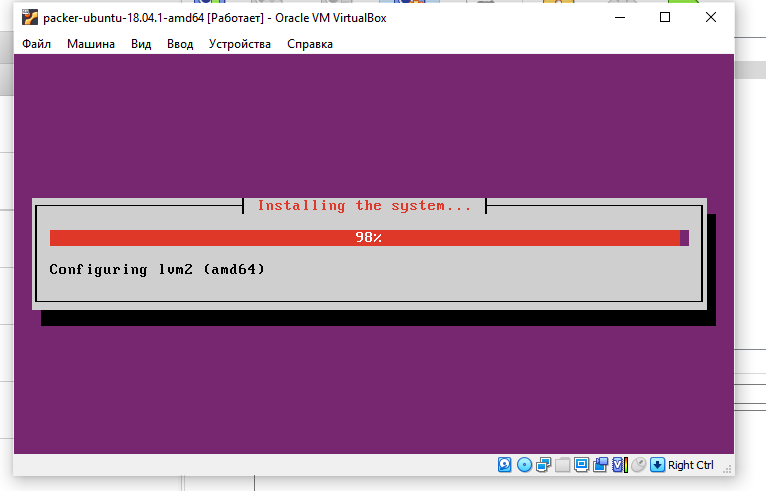 packer-ubuntu-18.04.1-amd64 [Работает] - Oracle VM VirtualBox
Файл Машина Вид Ввод Устройства Справка
Installing the system...
98%
Configuring lvm2 (amd64)
Right Ctrl